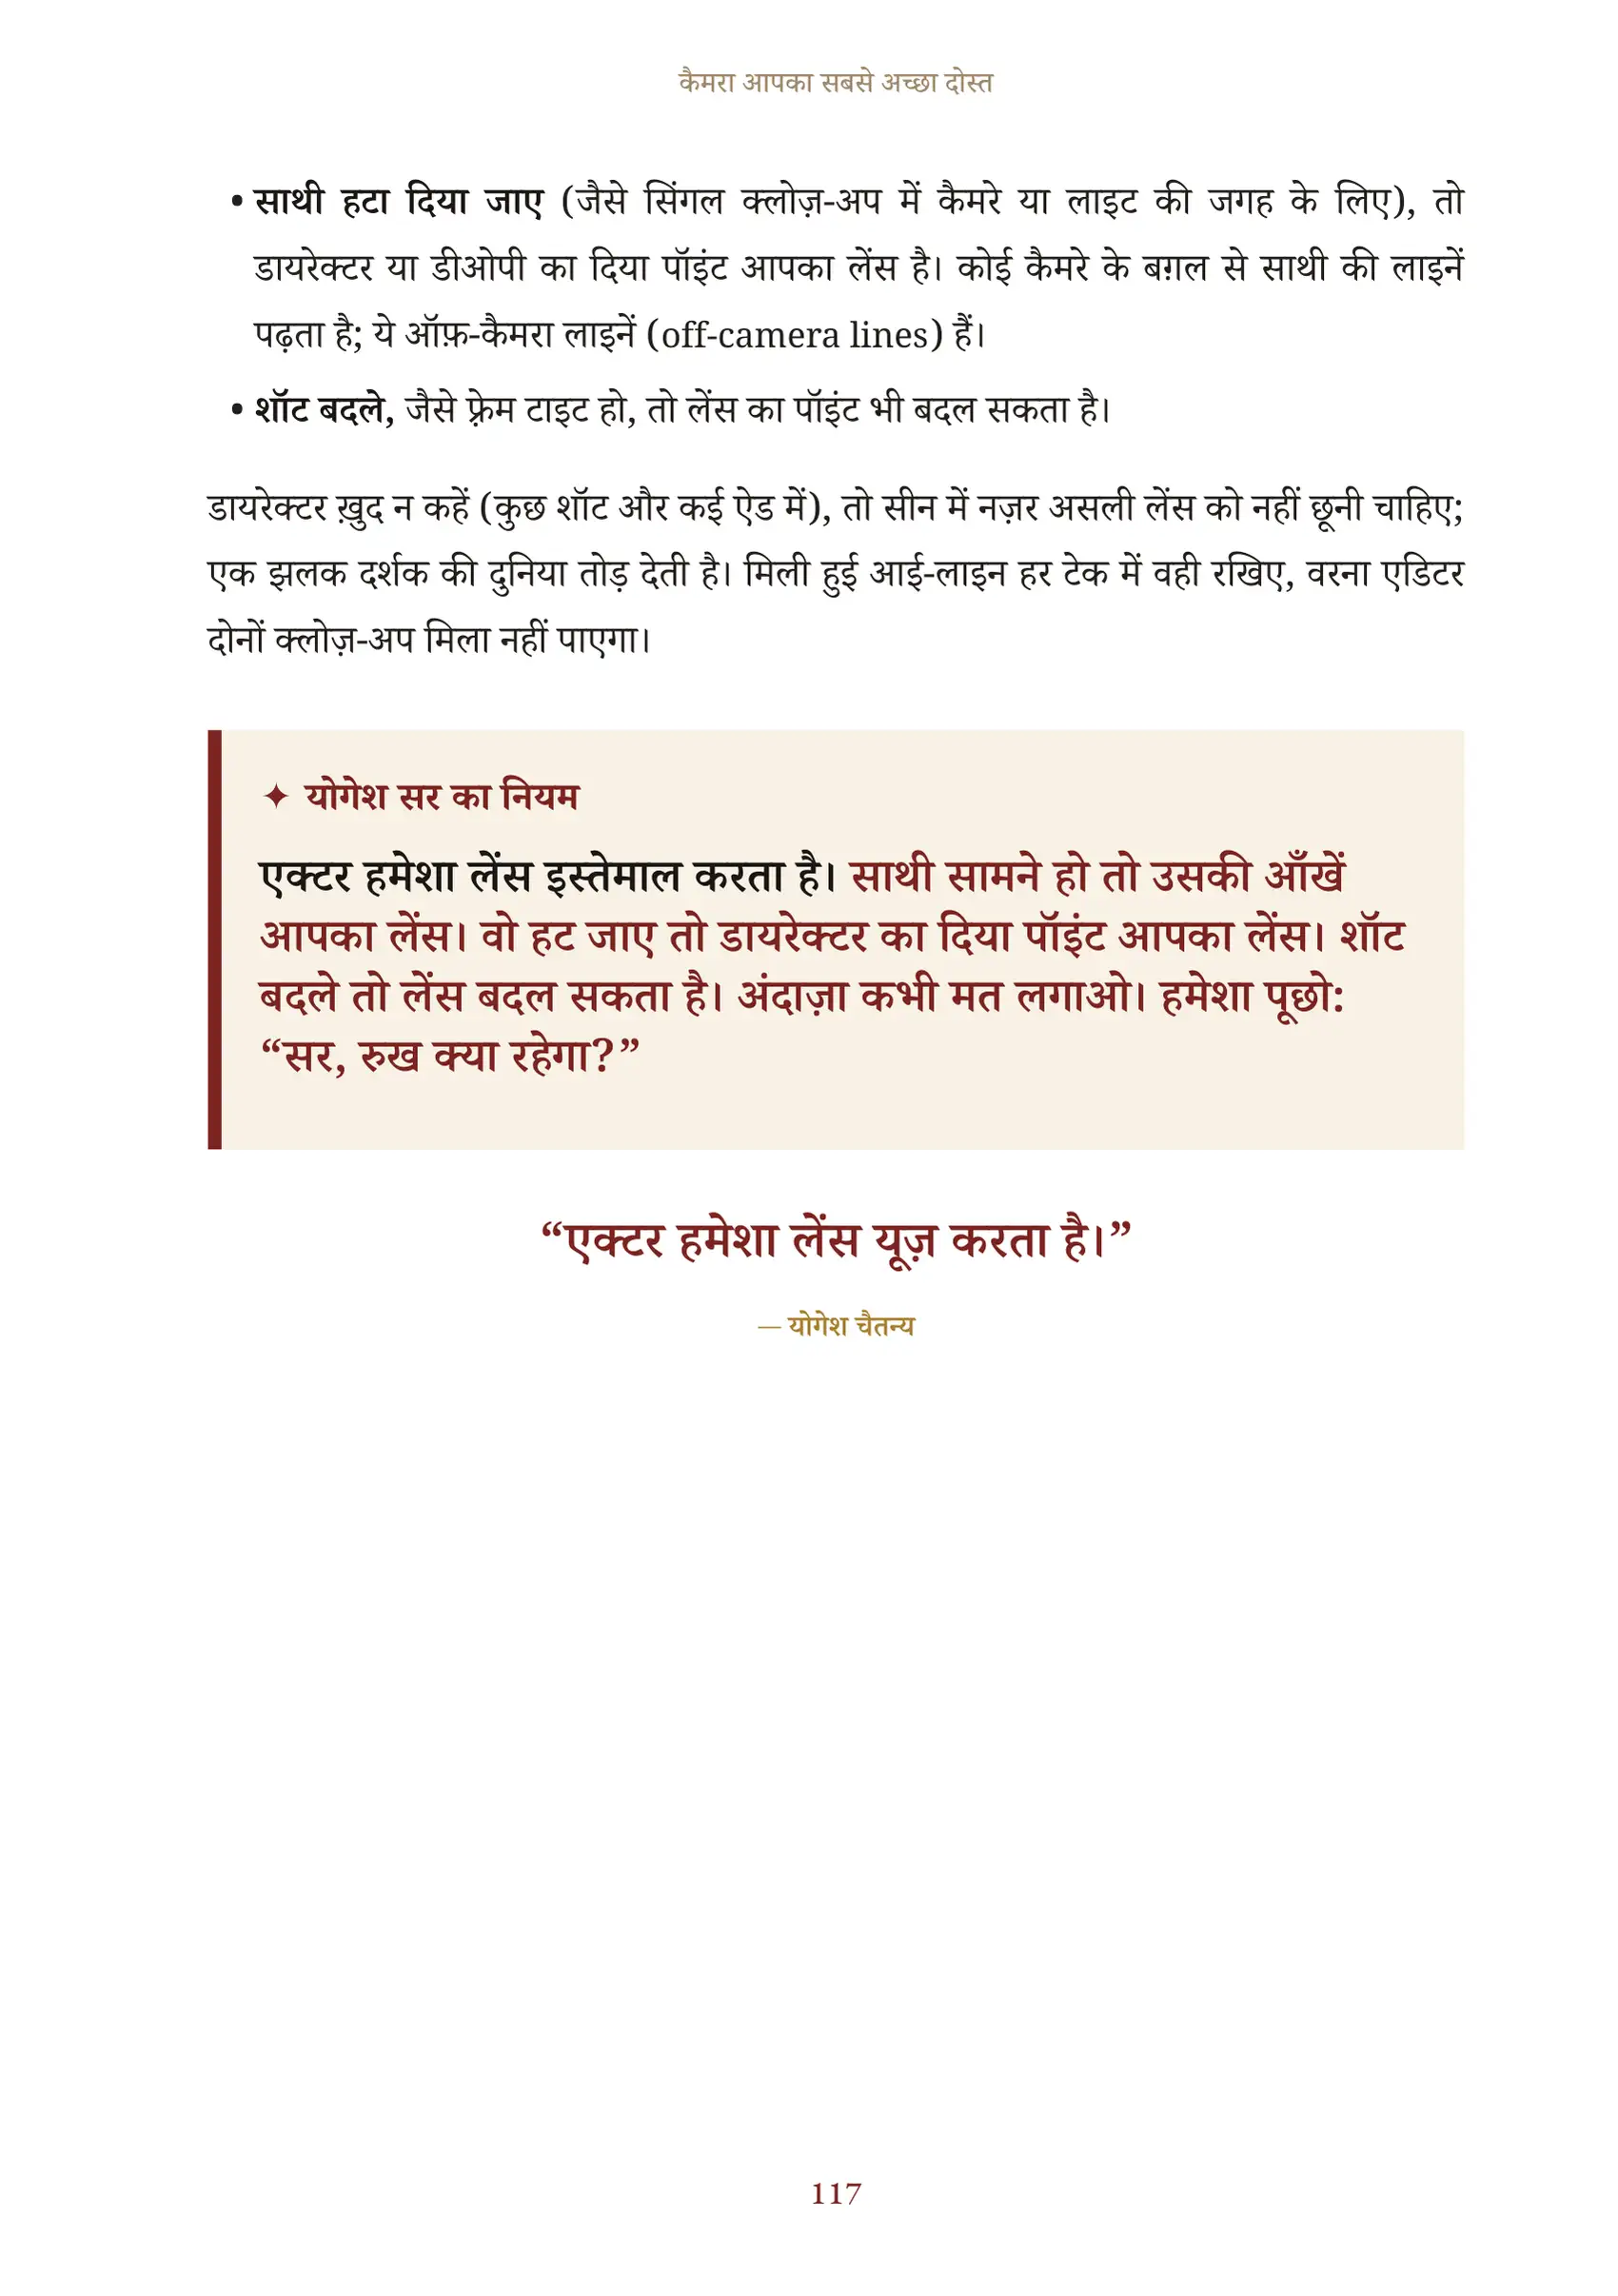 कैमरा आपका सबसे अच्छा दोस्त
• साथी हटा दिया जाए (जैसे सिंगल क्लोज़-अप में कैमरे या लाइट की जगह के लिए), तो
डायरेक्टर या डीओपी का दिया पॉइंट आपका लेंस है। कोई कैमरे के बग़ल से साथी की लाइनें
पढ़ता है; ये ऑफ़-कैमरा लाइनें (off-camera lines) हैं।
• शॉट बदले, जैसे फ़्रेम टाइट हो, तो लेंस का पॉइंट भी बदल सकता है।
डायरेक्टर ख़ुद न कहें (कुछ शॉट और कई ऐड में), तो सीन में नज़र असली लेंस को नहीं छूनी चाहिए;
एक झलक दर्शक की दुनिया तोड़ देती है। मिली हुई आई-लाइन हर टेक में वही रखिए, वरना एडिटर
दोनों क्लोज़-अप मिला नहीं पाएगा।
✦ योगेश सर का नियम
एक्टर हमेशा लेंस इस्तेमाल करता है। साथी सामने हो तो उसकी आँखें
आपका लेंस। वो हट जाए तो डायरेक्टर का दिया पॉइंट आपका लेंस। शॉट
बदले तो लेंस बदल सकता है। अंदाज़ा कभी मत लगाओ। हमेशा पूछो:
“सर, रुख क्या रहेगा?”
“एक्टर हमेशा लेंस यूज़ करता है।”
— योगेश चैतन्य
117